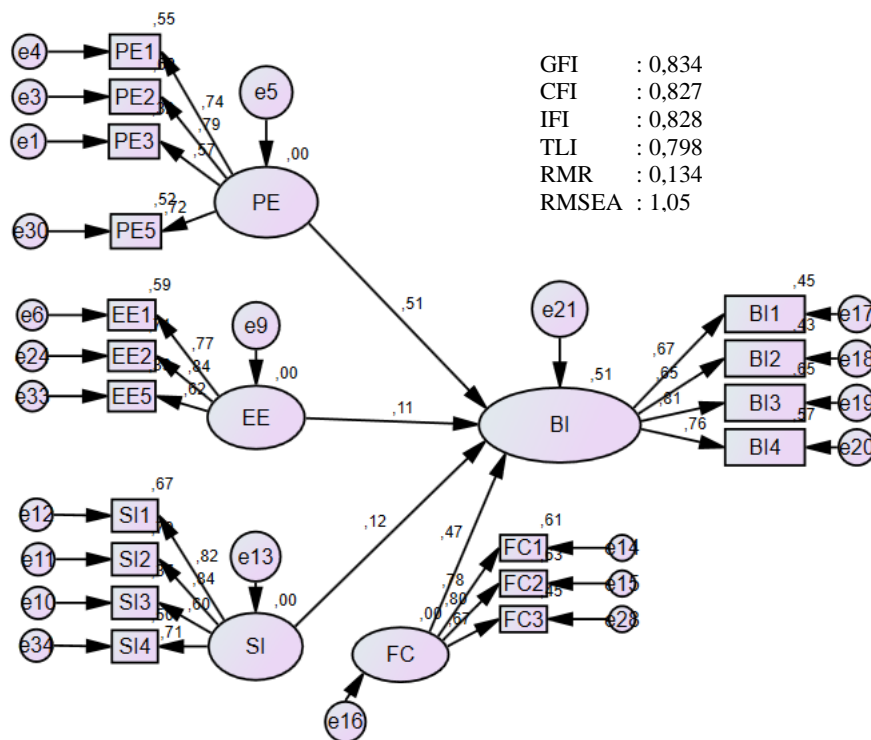 GFI : 0,834
CFI : 0,827
IFI : 0,828
TLI : 0,798
RMR : 0,134
RMSEA : 1,05
,55
e4 PE1
e3 PE2
e1 PE3
e30 PE5
,74
,79
,57
,52
,72
e5
,00
PE
,51
,59
e6 EE1
e24 EE2
e33 EE5
,77
,84
,62
e9
,00
EE
,11
,67
e12 SI1
e11 SI2
e10 SI3
e34 SI4
,82
,84
,60
,71
e13
,00
SI
,12
e21
,51
BI
,45
BI1 e17
,43
BI2 e18
,65
BI3 e19
,57
BI4 e20
,67
,65
,81
,76
,47
,61
FC1 e14
FC2 e15
,45
FC3 e28
,78
,80
,67
,00
FC
e16